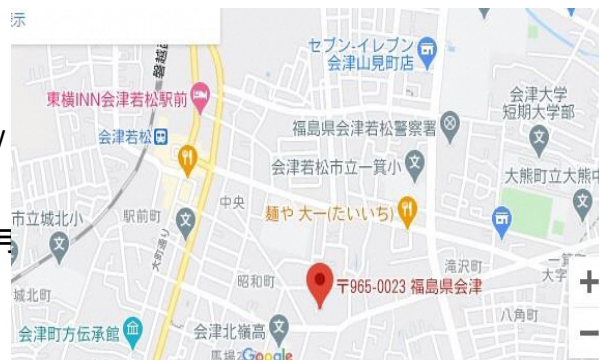 示
セブン-イレブン
会津山見町店
東横INN会津若松駅前
会津大学
短期大学部
会津若松
福島県会津若松警察署
会津若松市立一箕小
大熊町立大熊中
中央
麺や 大一(たいいち)
市立城北小
駅前町
大町通り
滝沢町
昭和町
〒965-0023 福島県会津
城北町
八角町
会津町方伝承館
会津北嶺高
Google
+
−